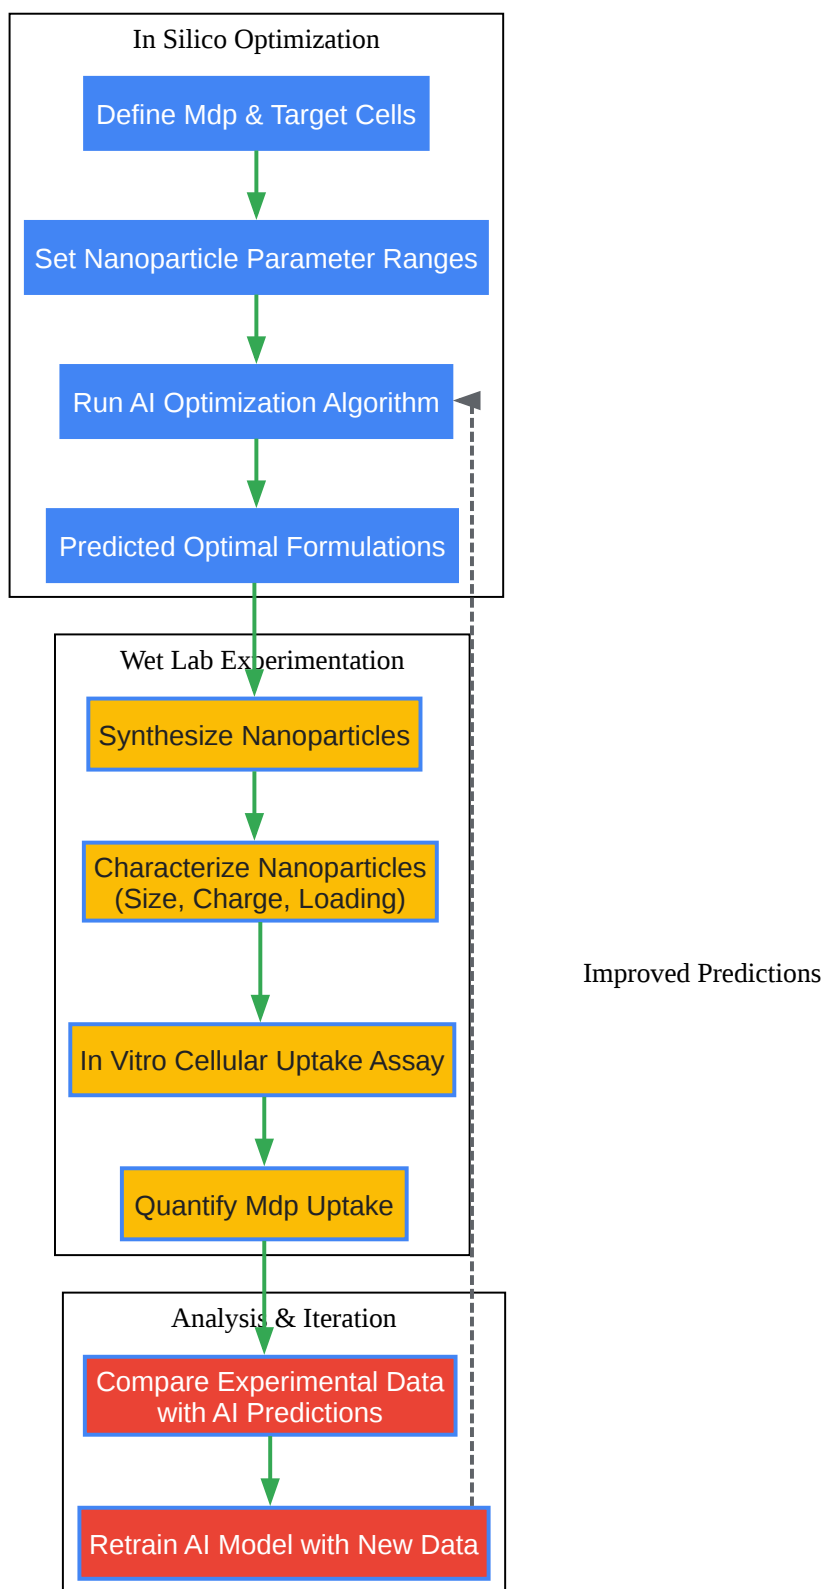 In Silico Optimization
Define Mdp & Target Cells
Set Nanoparticle Parameter Ranges
Run AI Optimization Algorithm
Predicted Optimal Formulations
Wet Lab Experimentation
Synthesize Nanoparticles
Characterize Nanoparticles
(Size, Charge, Loading)
Improved Predictions
In Vitro Cellular Uptake Assay
Quantify Mdp Uptake
Analysis & Iteration
Compare Experimental Data
with AI Predictions
Retrain AI Model with New Data